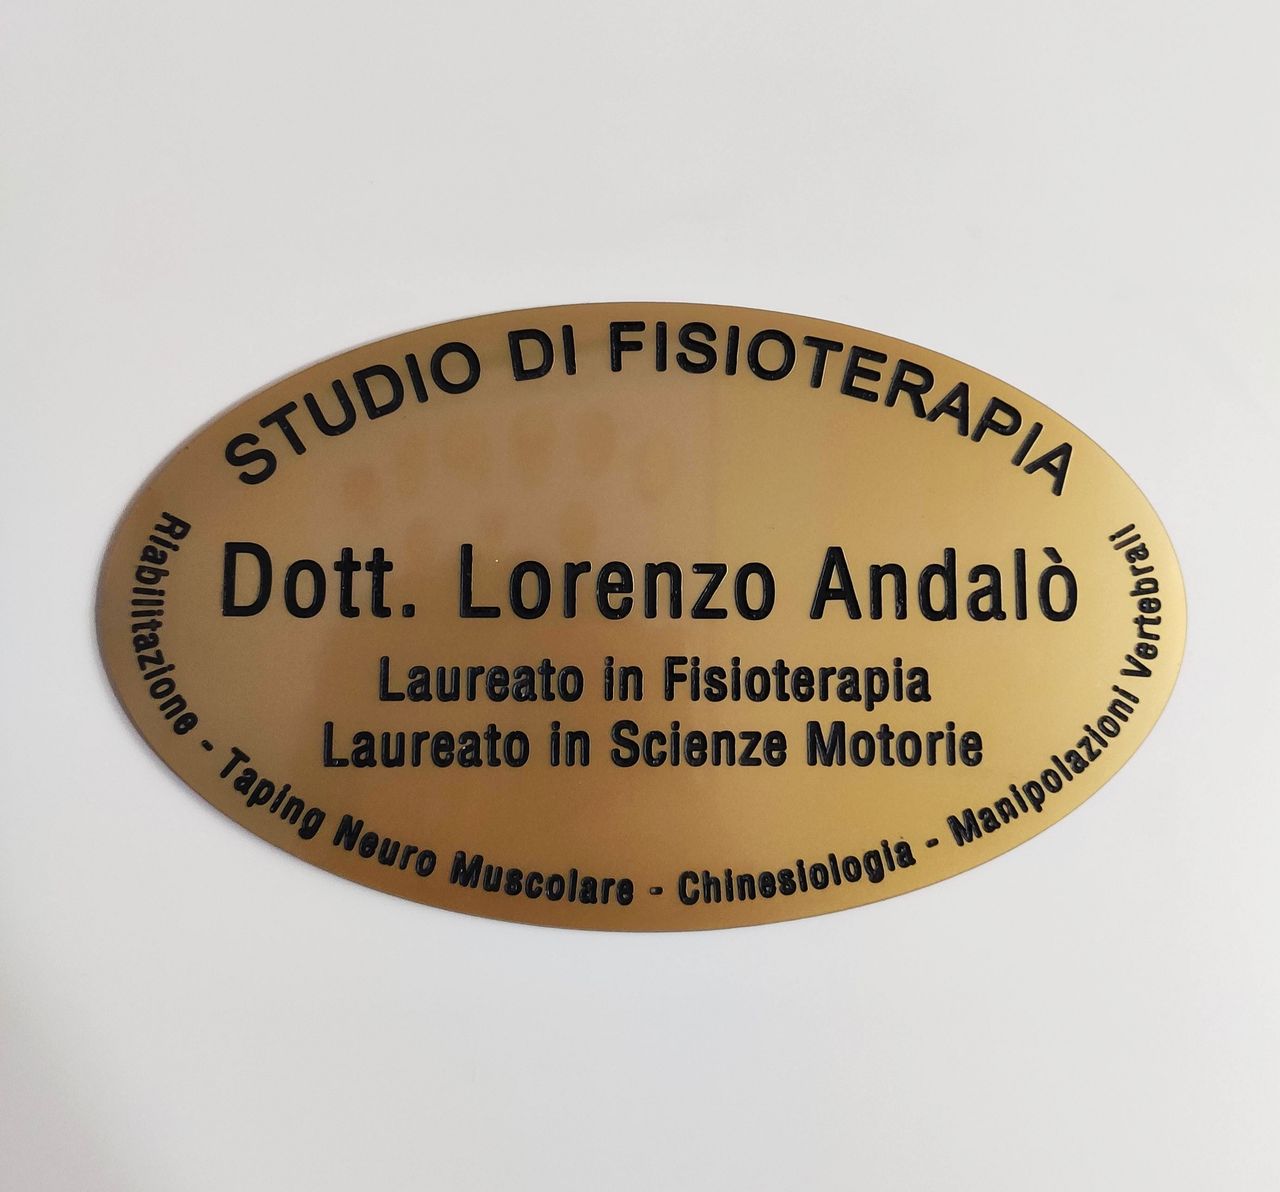 STUDIO DI FISIOTERAPIA
Dott. Lorenzo Andalò
Laureato in Fisioterapia
Laureato in Scienze Motorie
Riabilitazione - Taping Neuro Muscolare - Chinesiologia - Manipolazioni Vertebrali